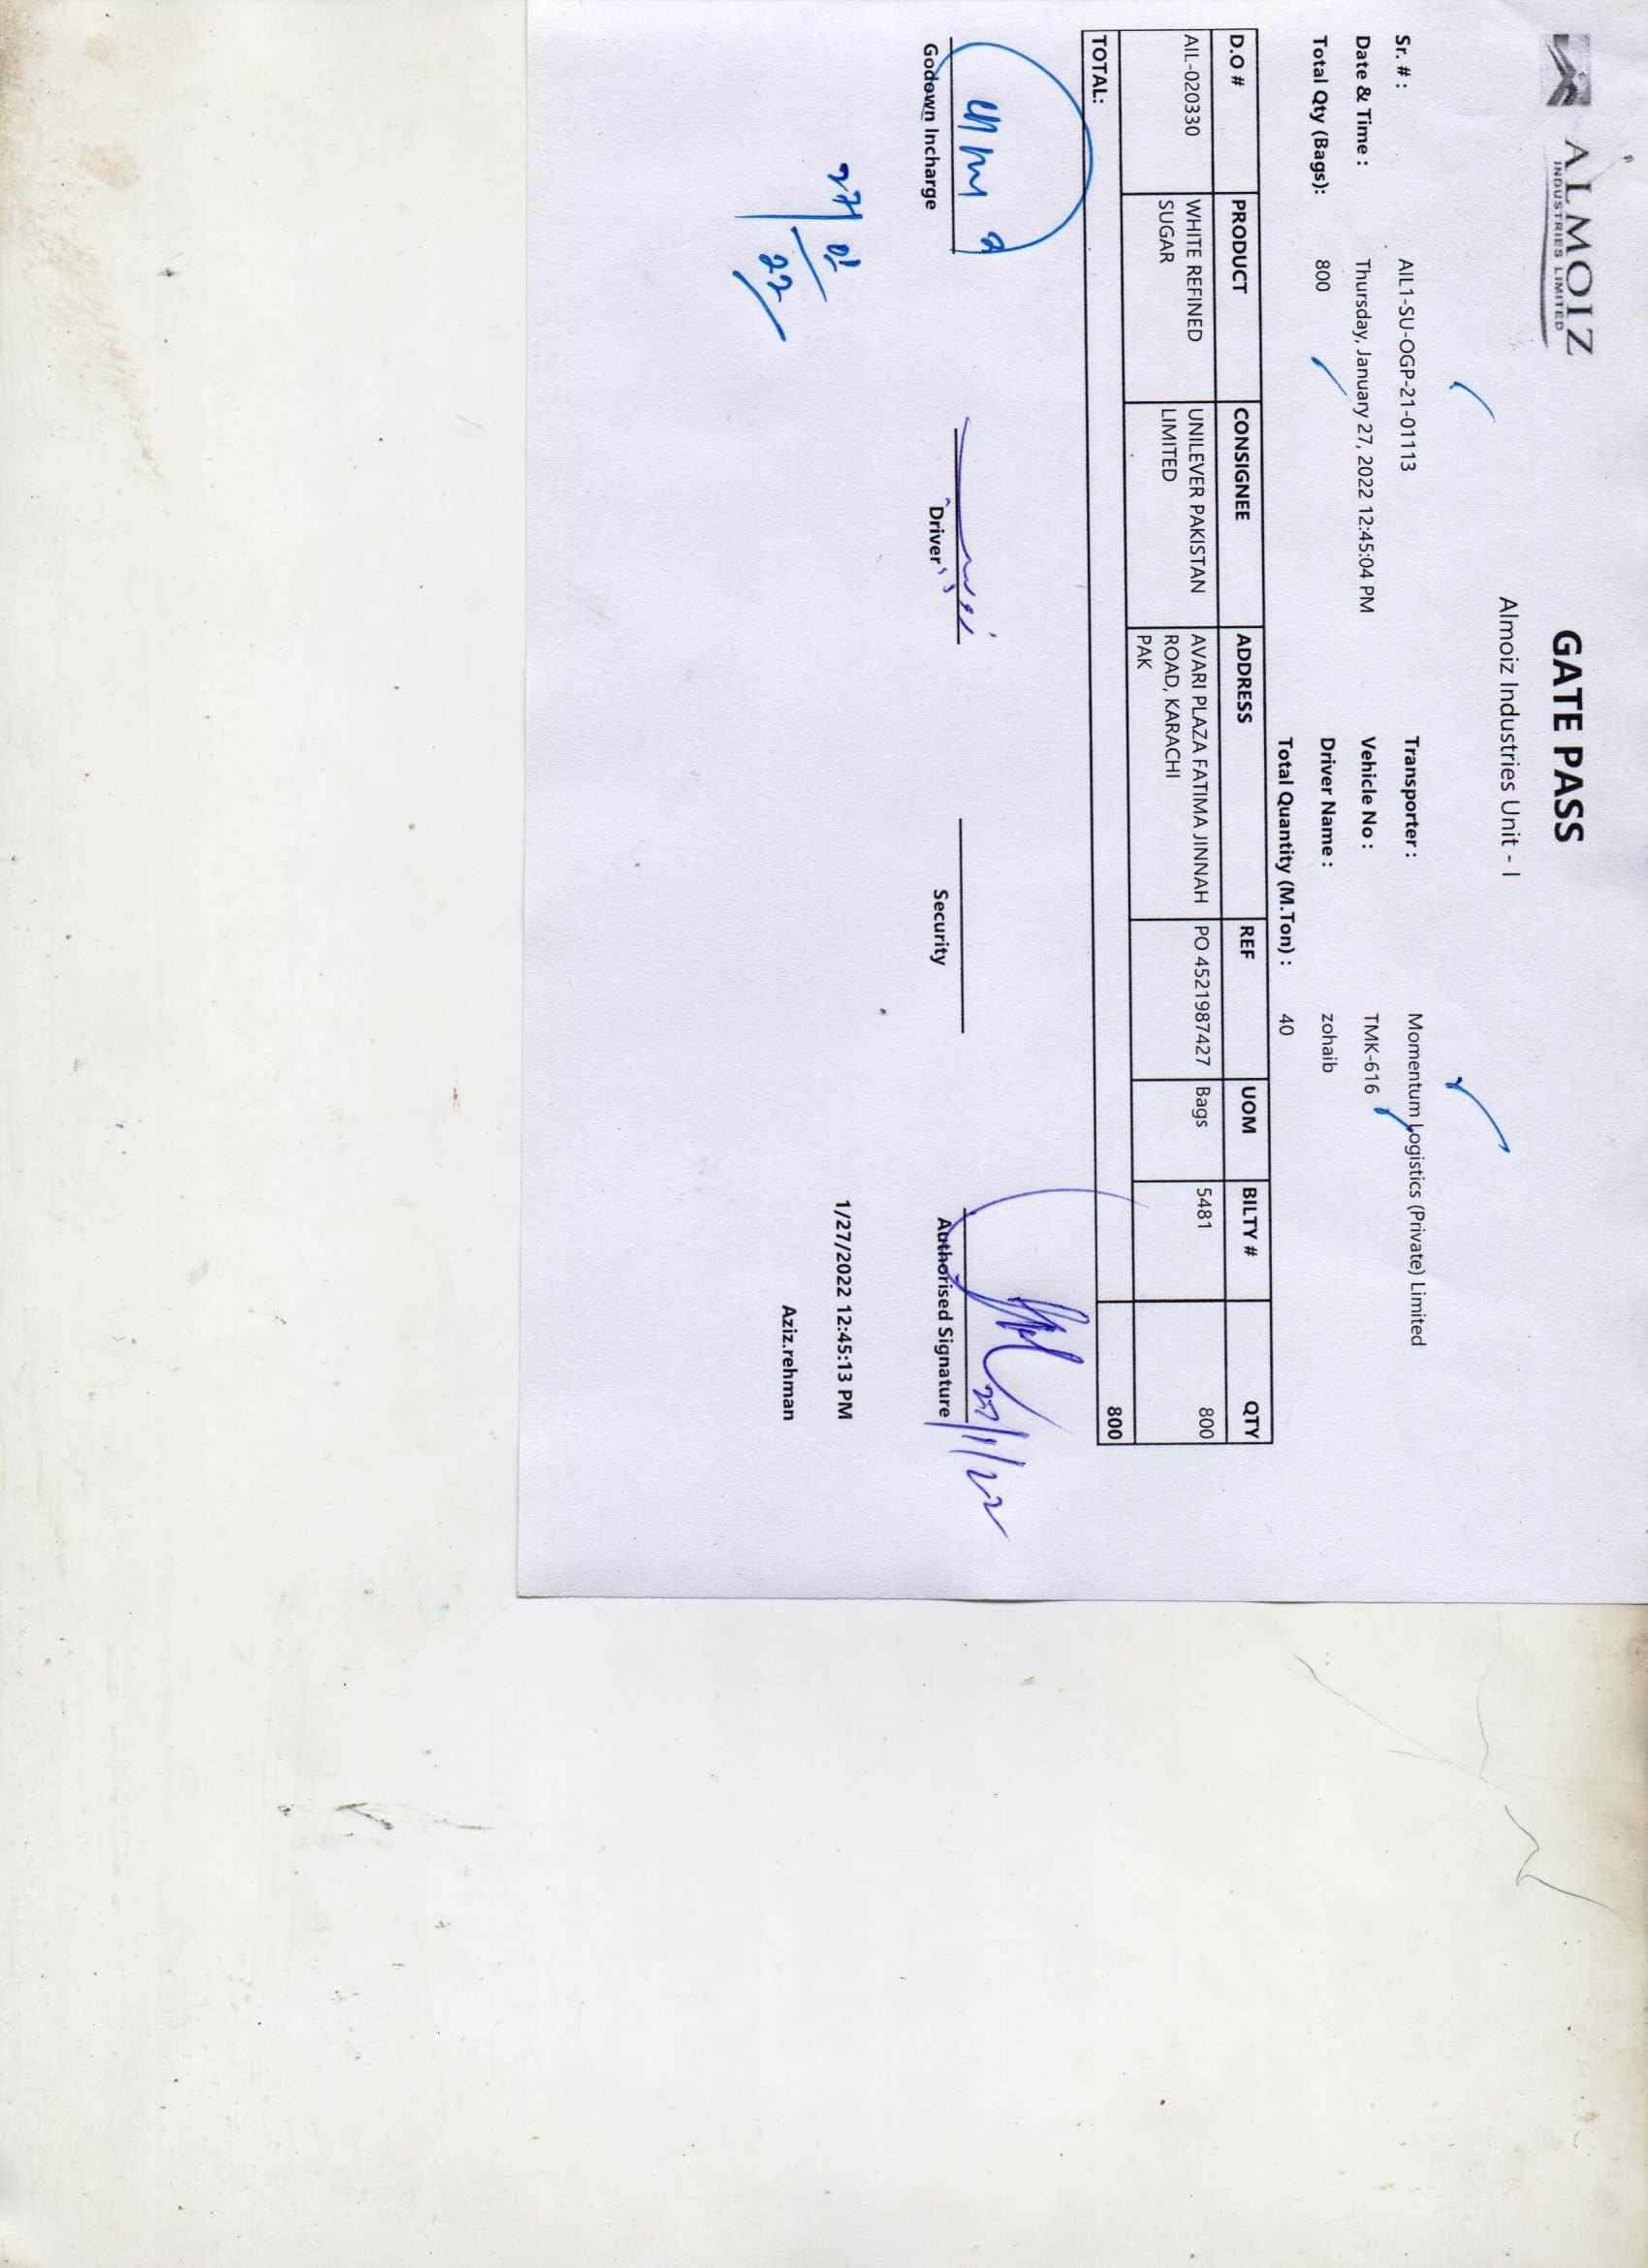 ALMOIZ
INDUSTRIES LIMITED
GATE PASS
Almoiz Industries Unit - I
Sr. # : AIL1-SU-OGP-21-01113 Transporter : Momentum Logistics (Private) Limited
Date & Time : Thursday, January 27, 2022 12:45:04 PM Vehicle No : TMK-616
Total Qty (Bags): 800 Driver Name : zohaib
Total Quantity (M.Ton) : 40
D.O # PRODUCT CONSIGNEE ADDRESS REF UOM BILTY # QTY
AIL-020330 WHITE REFINED UNILEVER PAKISTAN AVARI PLAZA FATIMA JINNAH PO 4521987427 Bags 5481 800
SUGAR LIMITED ROAD, KARACHI
PAK
TOTAL: 800
27/1/22
Godown Incharge Driver Security Authorised Signature
27/01/22
1/27/2022 12:45:13 PM
Aziz.rehman